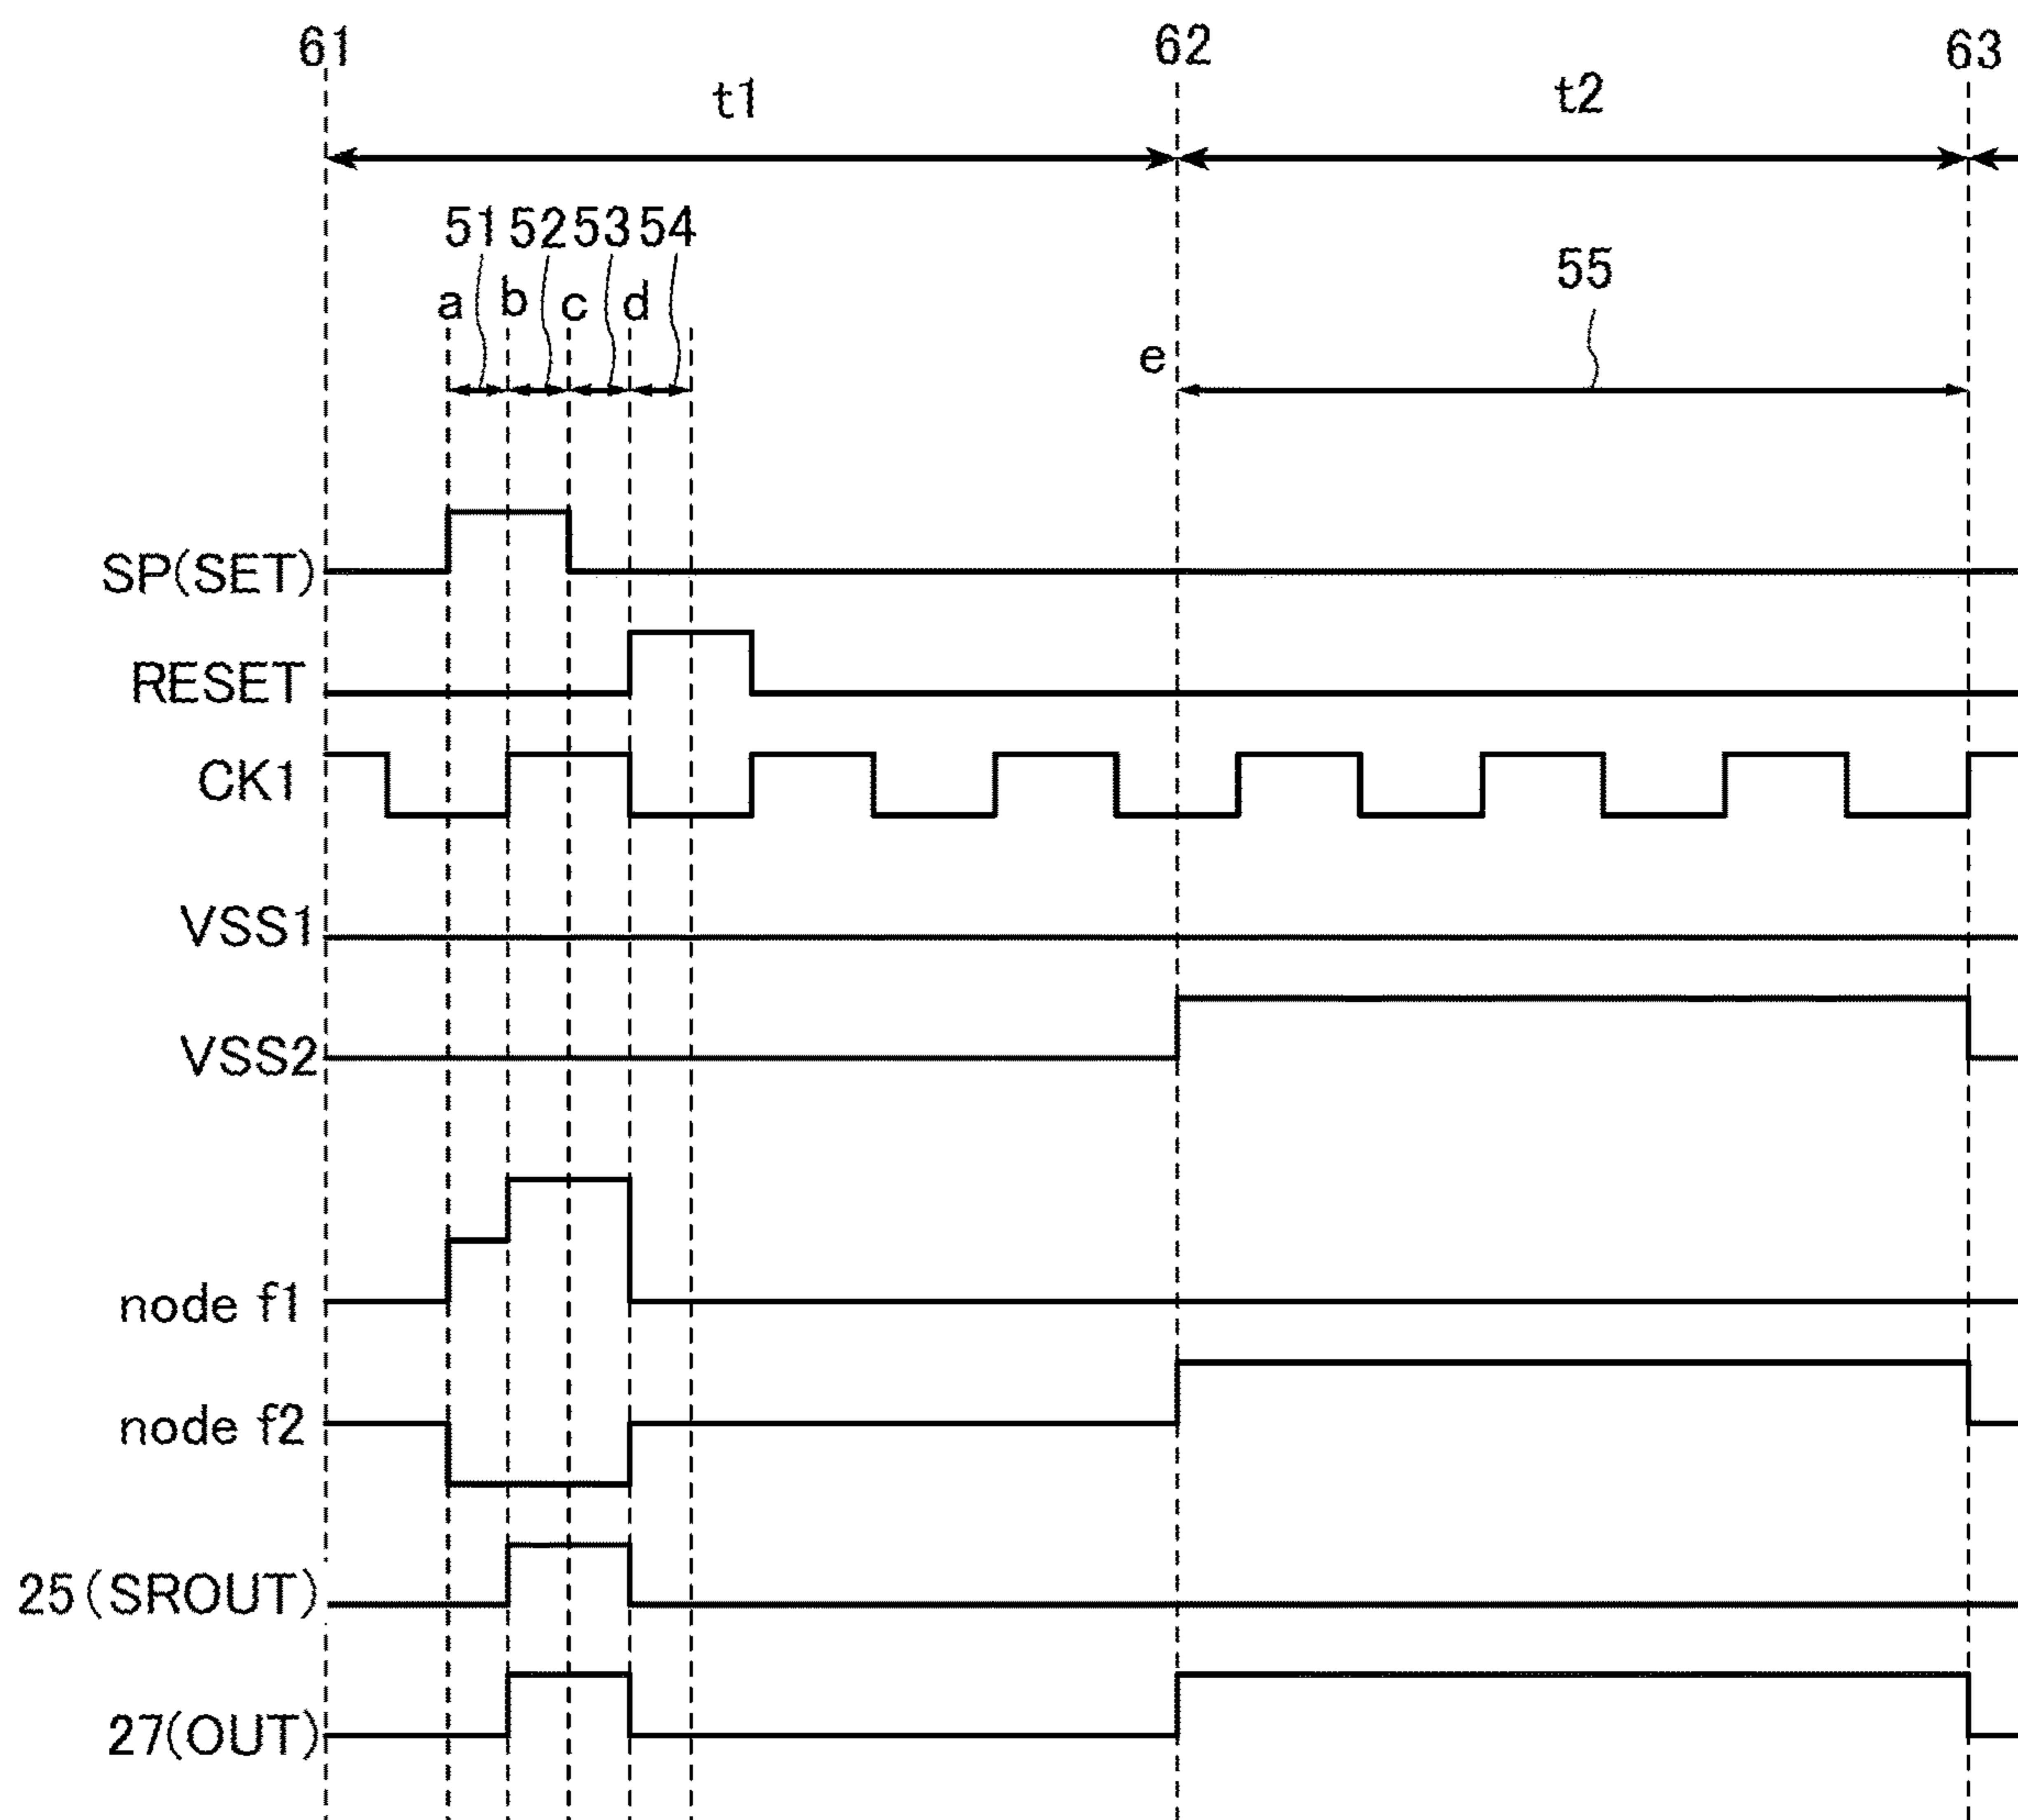 61
62
63
t1
t2
51 52 53 54
a b c d
55
e
SP(SET)
RESET
CK1
VSS1
VSS2
node f1
node f2
25(SROUT)
27(OUT)